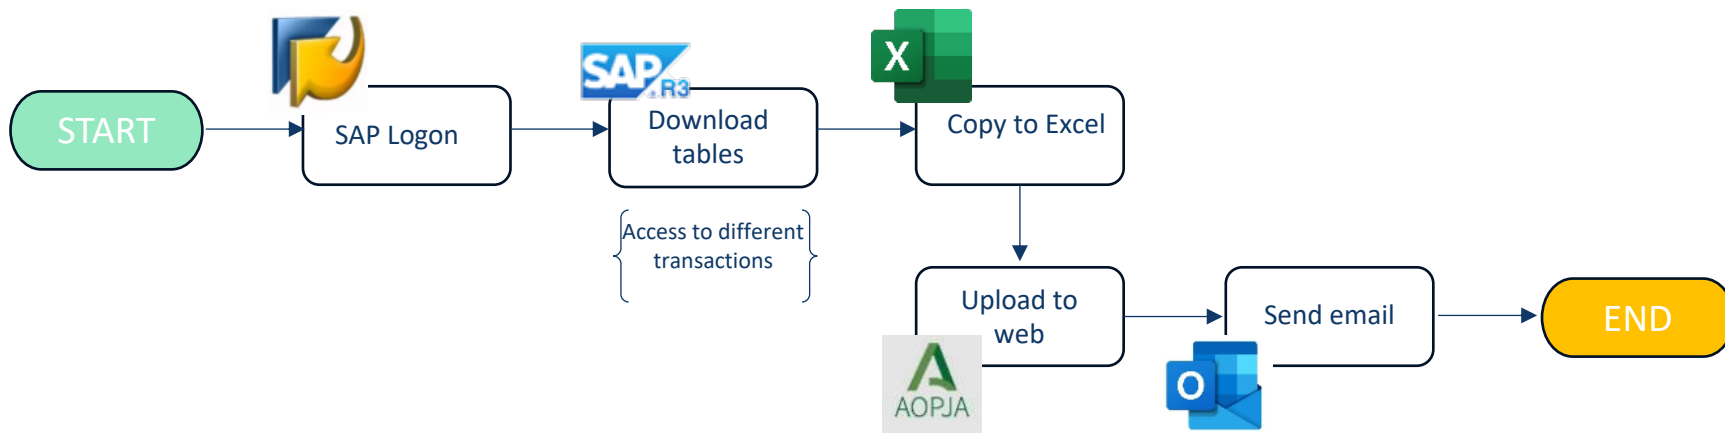 START
SAP Logon
SAP
R3
Download
tables
X
Copy to Excel
Access to different
transactions
Upload to
web
AOPJA
Send email
O
END